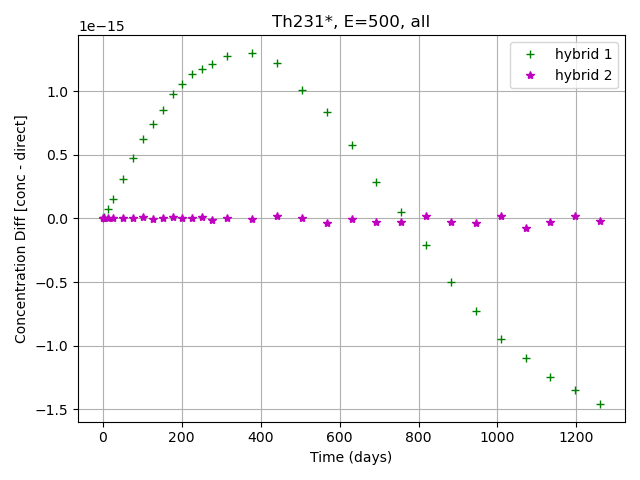 Th231*, E=500, all
1e−15
hybrid 1
hybrid 2
1.0
0.5
0.0
−0.5
−1.0
−1.5
Concentration Diff [conc - direct]
0 200 400 600 800 1000 1200
Time (days)